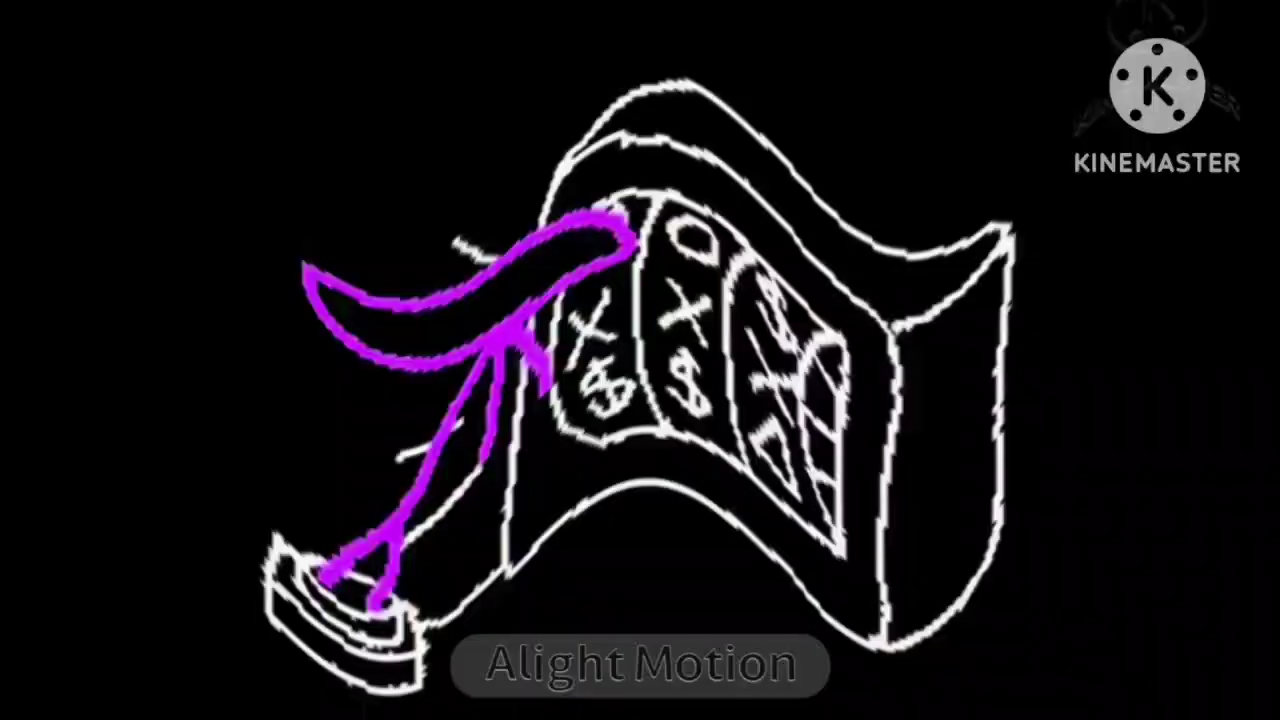 K
KINEMASTER
X
X
$
$
$
Alight Motion